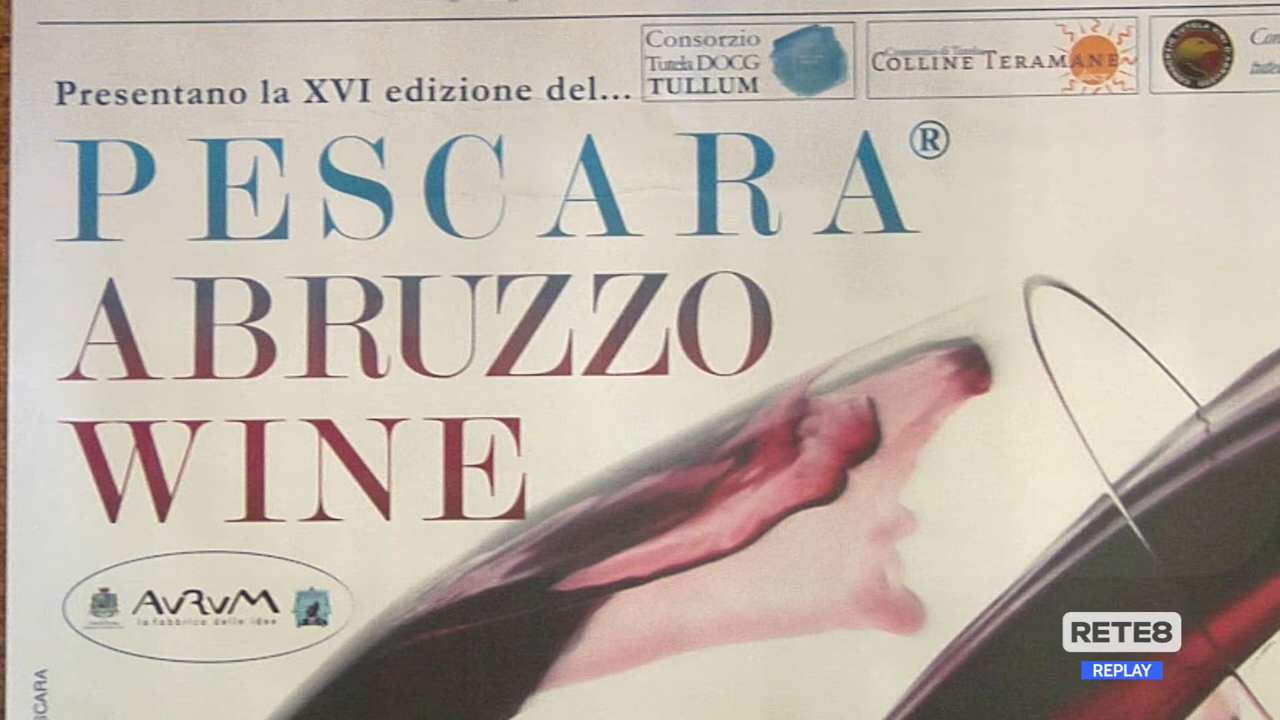 Consorzio
Tutela DOCG
TULLUM
COLLINE TERAMANE
Presentano la XVI edizione del...
PESCARA®
ABRUZZO
WINE
AVRVM
la fabbrica delle idee
RETE8
REPLAY